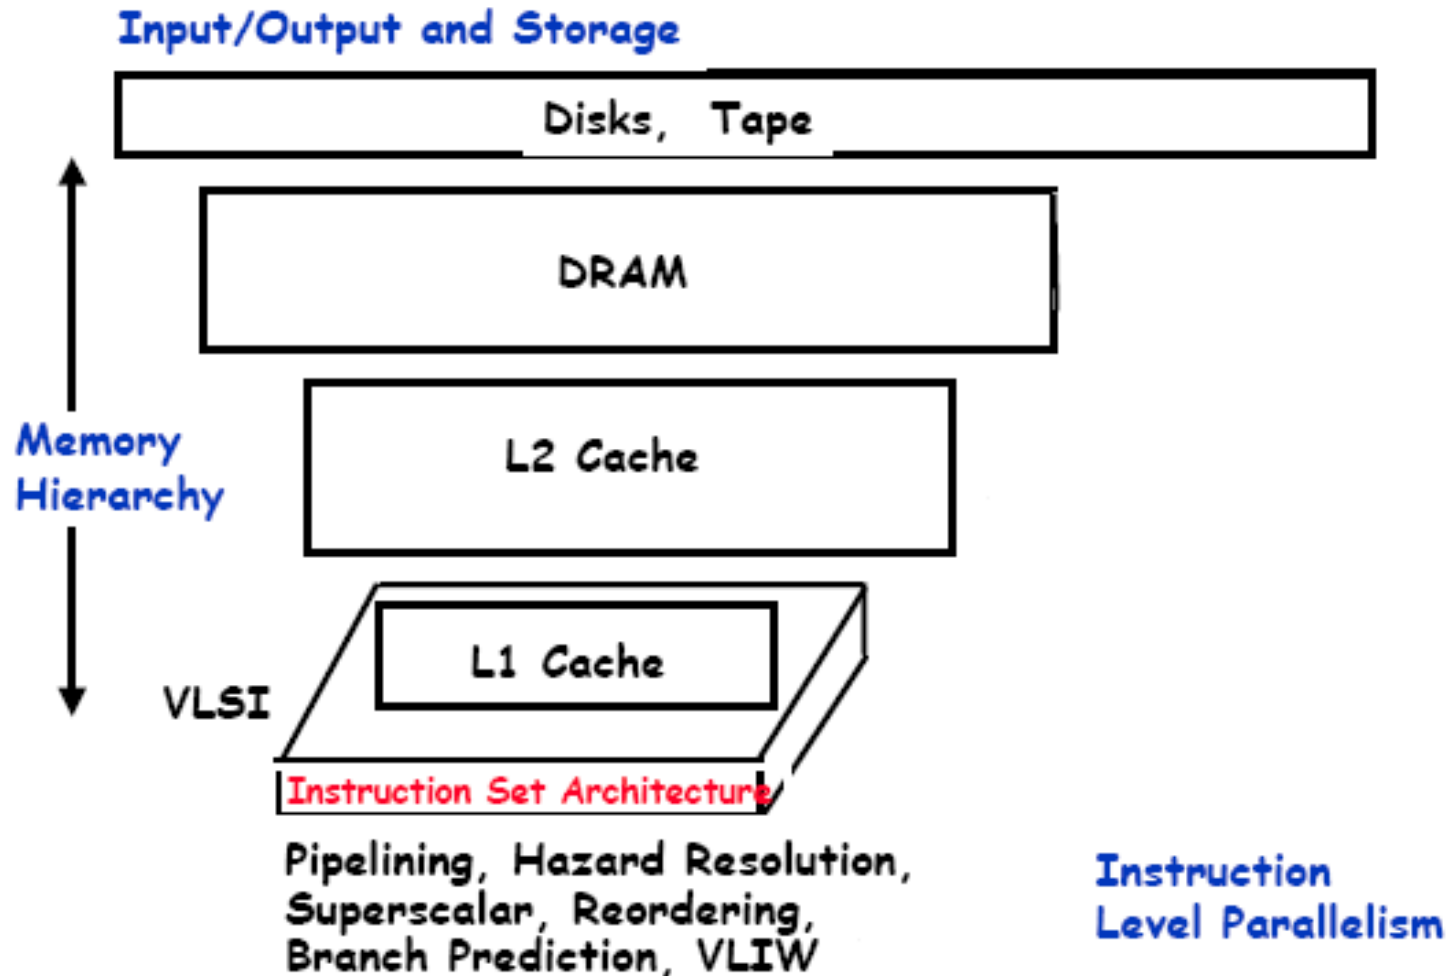 Input/Output and Storage
Disks, Tape
DRAM
L2 Cache
Memory
Hierarchy
L1 Cache
VLSI
Instruction Set Architecture
Pipelining, Hazard Resolution,
Superscalar, Reordering,
Branch Prediction, VLIW
Instruction
Level Parallelism